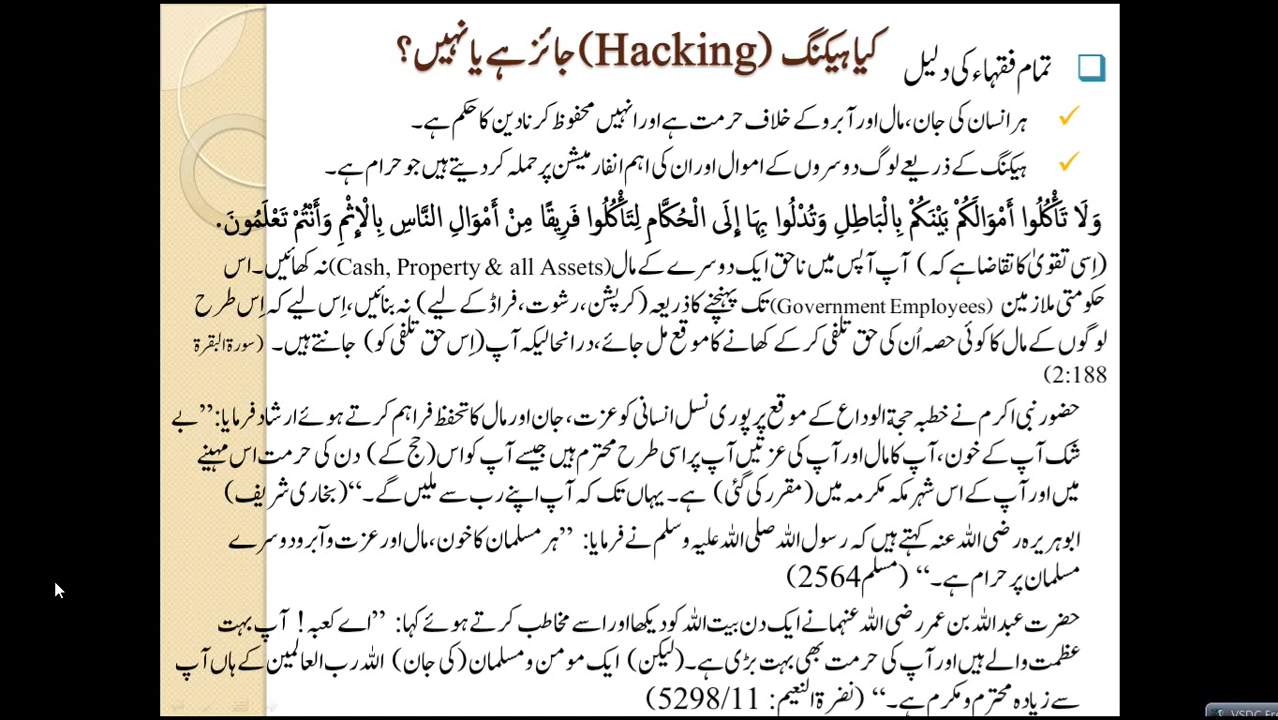 کیا ہیکنگ (Hacking) جائز ہے یا نہیں؟
تمام فقہاء کی دلیل
ہر انسان کی جان، مال اور آبرو کے خلاف حرمت ہے اور انہیں محفوظ کرنا دین کا حکم ہے۔
ہیکنگ کے ذریعے لوگ دوسروں کے اموال اور ان کی اہم انفارمیشن پر حملہ کر دیتے ہیں جو حرام ہے۔
وَلَا تَأْكُلُوا أَمْوَالَكُمْ بَيْنَكُمْ بِالْبَاطِلِ وَتُدْلُوا بِهَا إِلَى الْحُكَّامِ لِتَأْكُلُوا فَرِيقًا مِنْ أَمْوَالِ النَّاسِ بِالْإِثْمِ وَأَنْتُمْ تَعْلَمُونَ.
(اِسی تقویٰ کا تقاضا ہے کہ) آپ آپس میں ناحق ایک دوسرے کے مال (Cash, Property & all Assets) نہ کھائیں۔ اس
حکومتی ملازمین (Government Employees) تک پہنچنے کا ذریعہ (کرپشن، رشوت، فراڈ کے لیے) نہ بنائیں، اِس لیے کہ اِس طرح
لوگوں کے مال کا کوئی حصہ اُن کی حق تلفی کر کے کھانے کا موقع مل جائے، درانحالیکہ آپ (اِس حق تلفی کو) جانتے ہیں۔ (سورۃ البقرۃ
2:188)
حضور نبی اکرم نے خطبہ حجۃ الوداع کے موقع پر پوری نسل انسانی کو عزت، جان اور مال کا تحفظ فراہم کرتے ہوئے ارشاد فرمایا: ”بے
شک آپ کے خون، آپ کا مال اور آپ کی عزتیں آپ پر اسی طرح محترم ہیں جیسے آپ کو اس (حج کے) دن کی حرمت اس مہینے
میں اور آپ کے اس شہر مکہ مکرمہ میں (مقرر کی گئی) ہے۔ یہاں تک کہ آپ اپنے رب سے ملیں گے۔“ (بخاری شریف)
ابوہریرہ رضی اللہ عنہ کہتے ہیں کہ رسول اللہ صلی اللہ علیہ وسلم نے فرمایا: ”ہر مسلمان کا خون، مال اور عزت و آبرو دوسرے
مسلمان پر حرام ہے۔“ (مسلم 2564)
حضرت عبداللہ بن عمر رضی اللہ عنہما نے ایک دن بیت اللہ کو دیکھا اور اسے مخاطب کرتے ہوئے کہا: ”اے کعبہ! آپ بہت
عظمت والے ہیں اور آپ کی حرمت بھی بہت بڑی ہے۔ (لیکن) ایک مومن و مسلمان (کی جان) اللہ رب العالمین کے ہاں آپ
سے زیادہ محترم و مکرم ہے۔“ (نضرۃ النعیم: 5298/11)